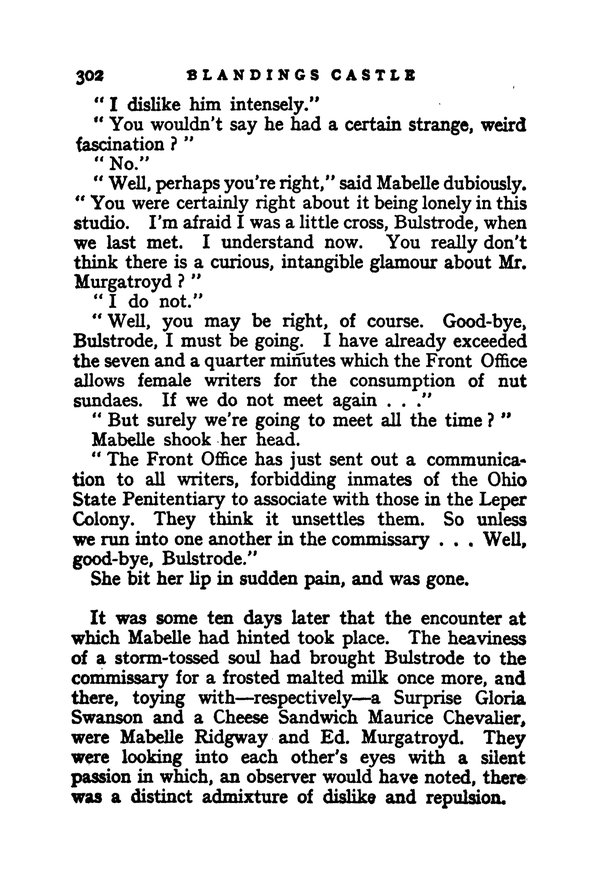 302 BLANDINGS CASTLE
" I dislike him intensely."
" You wouldn't say he had a certain strange, weird
fascination ? "
" No."
" Well, perhaps you're right," said Mabelle dubiously.
" You were certainly right about it being lonely in this
studio. I'm afraid I was a little cross, Bulstrode, when
we last met. I understand now. You really don't
think there is a curious, intangible glamour about Mr.
Murgatroyd ? "
" I do not."
" Well, you may be right, of course. Good-bye,
Bulstrode, I must be going. I have already exceeded
the seven and a quarter minutes which the Front Office
allows female writers for the consumption of nut
sundaes. If we do not meet again . . ."
" But surely we're going to meet all the time ? "
Mabelle shook her head.
" The Front Office has just sent out a communica-
tion to all writers, forbidding inmates of the Ohio
State Penitentiary to associate with those in the Leper
Colony. They think it unsettles them. So unless
we run into one another in the commissary . . . Well,
good-bye, Bulstrode."
She bit her lip in sudden pain, and was gone.
It was some ten days later that the encounter at
which Mabelle had hinted took place. The heaviness
of a storm-tossed soul had brought Bulstrode to the
commissary for a frosted malted milk once more, and
there, toying with—respectively—a Surprise Gloria
Swanson and a Cheese Sandwich Maurice Chevalier,
were Mabelle Ridgway and Ed. Murgatroyd. They
were looking into each other's eyes with a silent
passion in which, an observer would have noted, there
was a distinct admixture of dislike and repulsion.